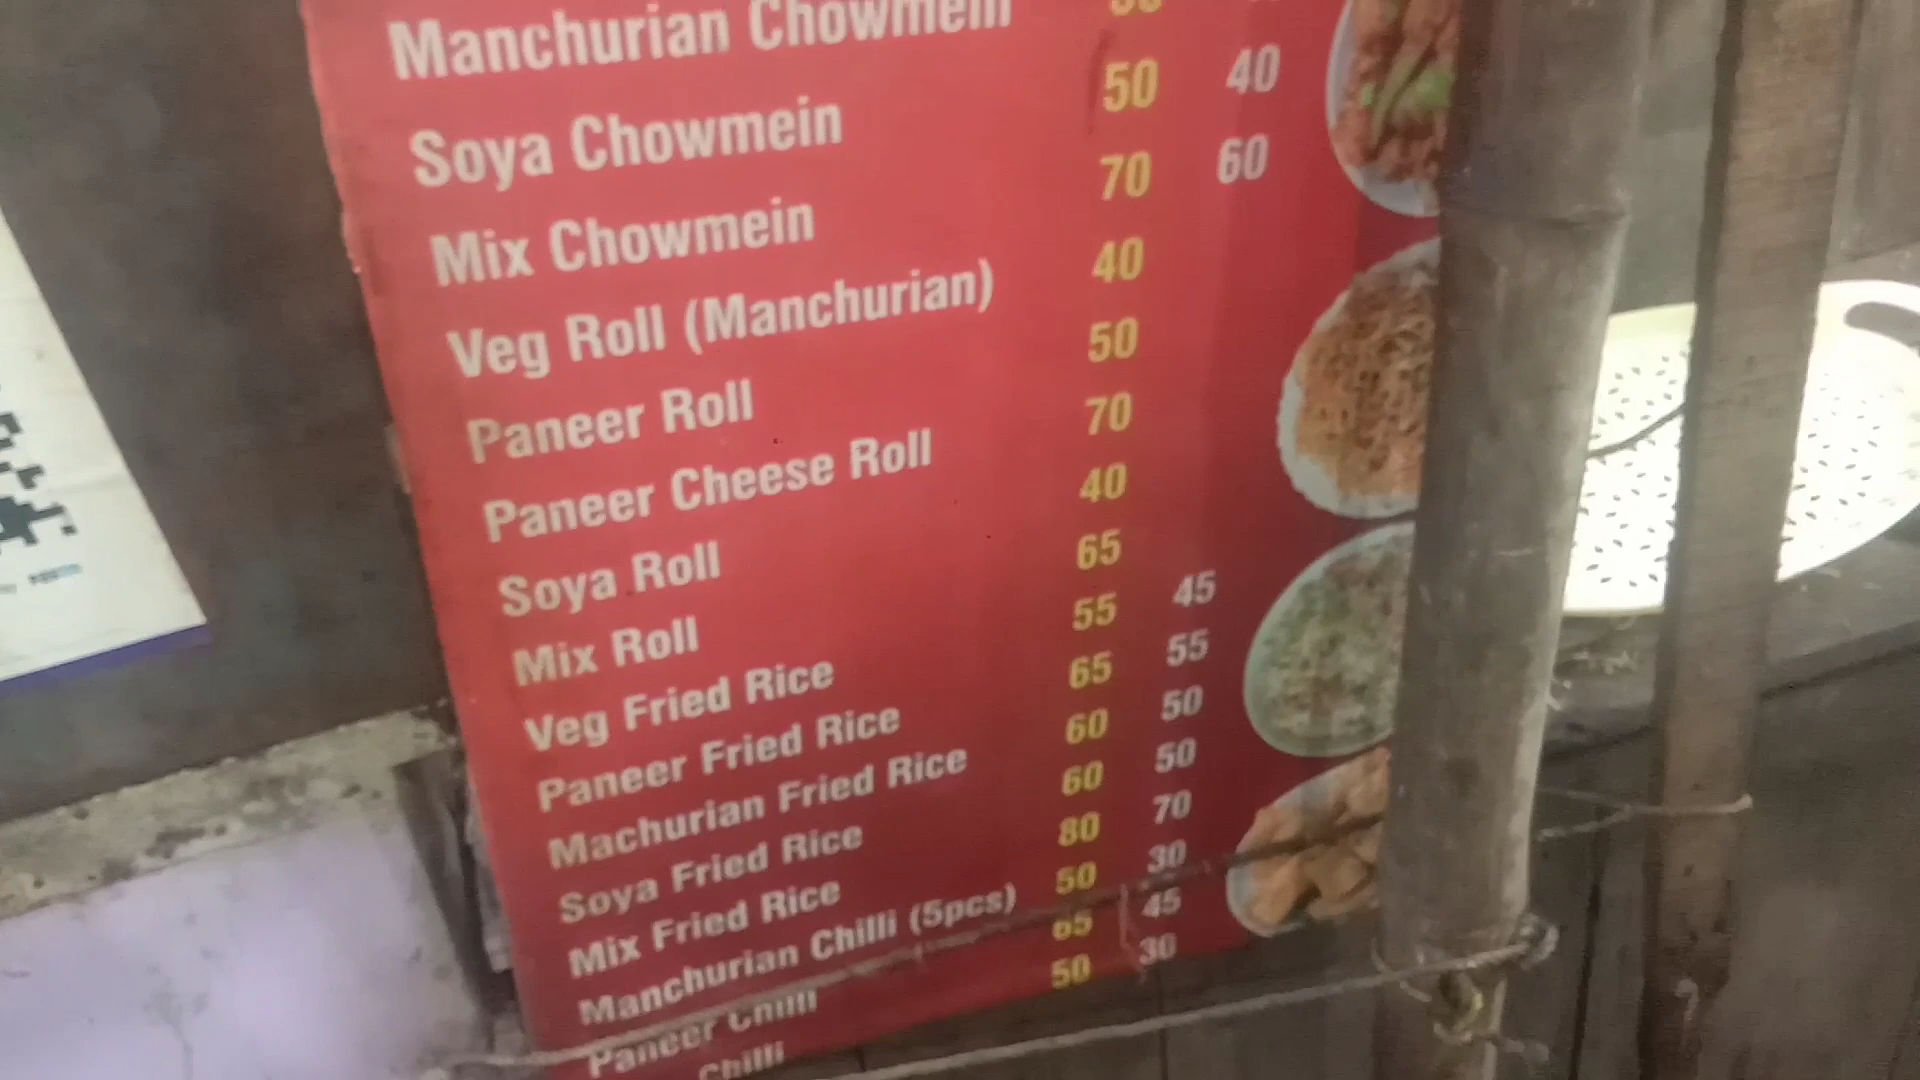 Manchurian Chowmein
Soya Chowmein 50 40
Mix Chowmein 70 60
Veg Roll (Manchurian) 40
Paneer Roll 50
Paneer Cheese Roll 70
Soya Roll 40
Mix Roll 65
Veg Fried Rice 55 45
Paneer Fried Rice 65 55
Machurian Fried Rice 60 50
Soya Fried Rice 60 50
Mix Fried Rice 80 70
Manchurian Chilli (5pcs) 50 30
Paneer Chilli 65 45
Chilli 50 30